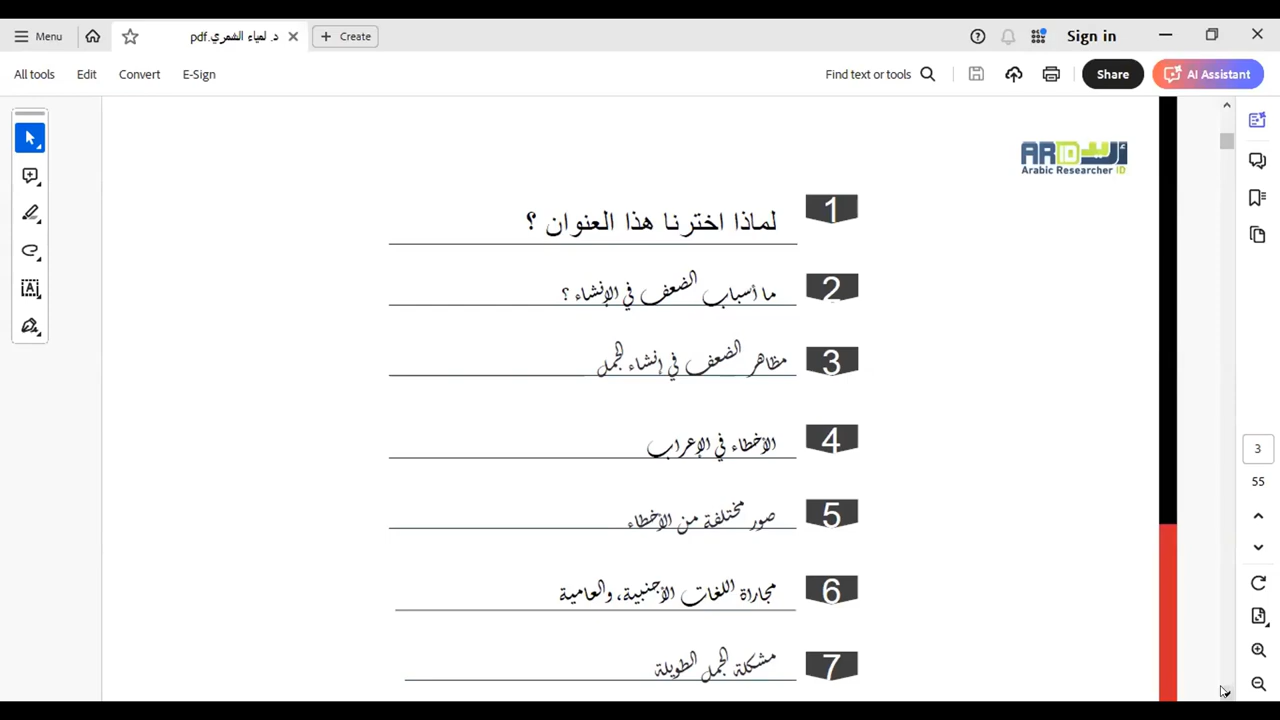 Menu
د. لمياء الشمري.pdf
Create
Sign in
All tools
Edit
Convert
E-Sign
Find text or tools
Share
AI Assistant
ARID أريد
Arabic Researcher ID
1 لماذا اخترنا هذا العنوان ؟
2 ما أسباب الضعف في الإنشاء ؟
3 مظاهر الضعف في إنشاء الجمل
4 الأخطاء في الإعراب
5 صور مختلفة من الأخطاء
6 مجاراة اللغات الأجنبية، والعامية
7 مشكلة الجمل الطويلة
3
55